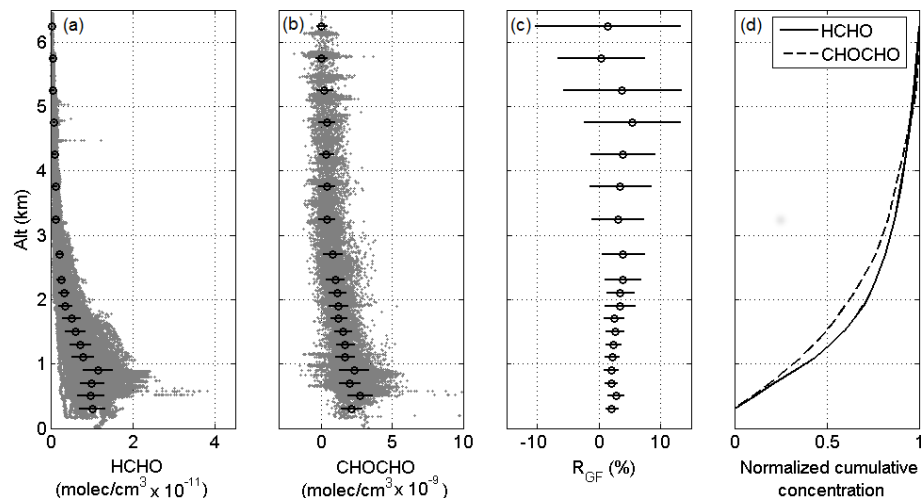 (a)
(b)
(c)
(d)
HCHO
CHOCHO
Alt (km)
6
5
4
3
2
1
0
0 2 4
0 5 10
-10 0 10
0 0.5 1
HCHO
(molec/cm³ x 10⁻¹¹)
CHOCHO
(molec/cm³ x 10⁻⁹)
R_GF (%)
Normalized cumulative
concentration